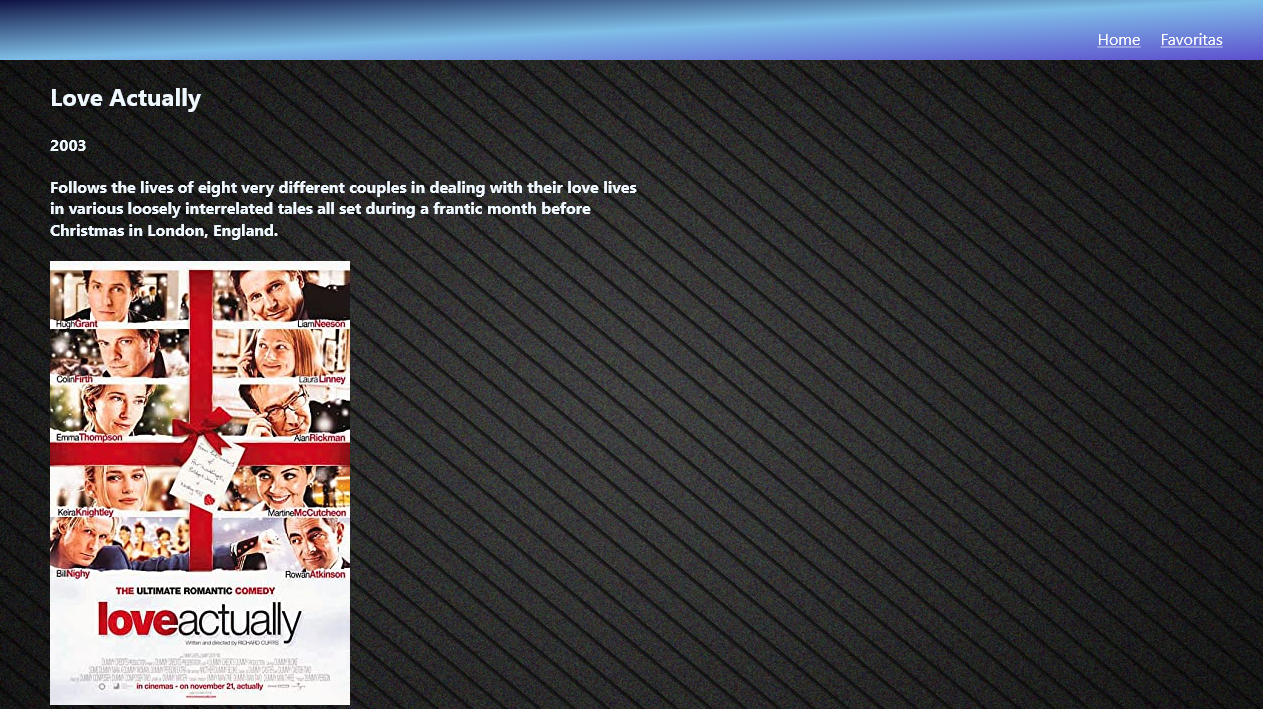 Home Favoritas
Love Actually
2003
Follows the lives of eight very different couples in dealing with their love lives
in various loosely interrelated tales all set during a frantic month before
Christmas in London, England.
HughGrant LiamNeeson
ColinFirth LauraLinney
EmmaThompson AlanRickman
KeiraKnightley MartineMcCutcheon
BillNighy RowanAtkinson
THE ULTIMATE ROMANTIC COMEDY
loveactually
Written and directed by RICHARD CURTIS
in cinemas - on november 21, actually